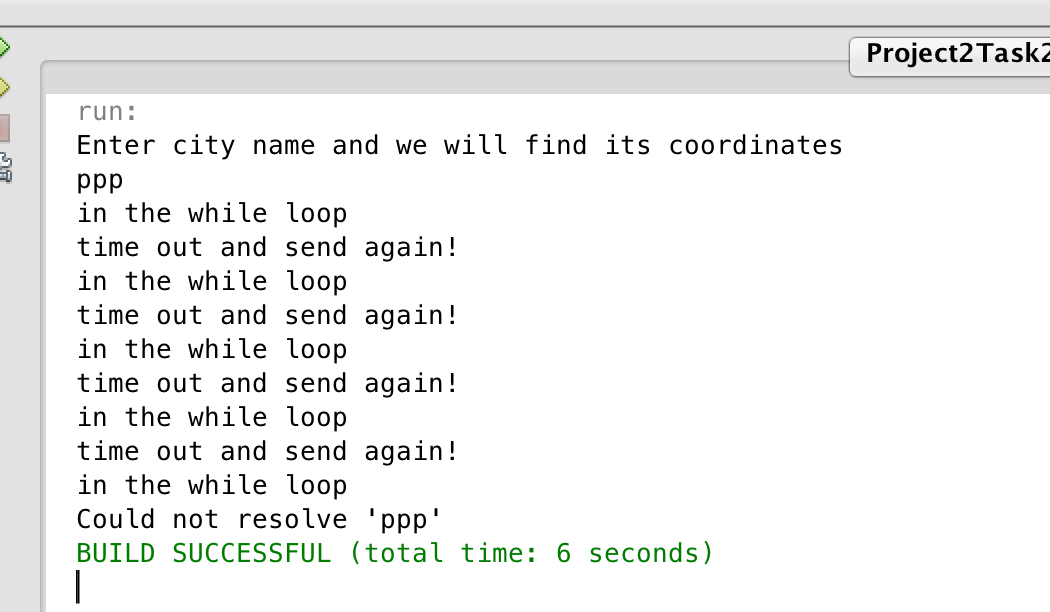 Project2Task2
run:
Enter city name and we will find its coordinates
ppp
in the while loop
time out and send again!
in the while loop
time out and send again!
in the while loop
time out and send again!
in the while loop
time out and send again!
in the while loop
Could not resolve 'ppp'
BUILD SUCCESSFUL (total time: 6 seconds)